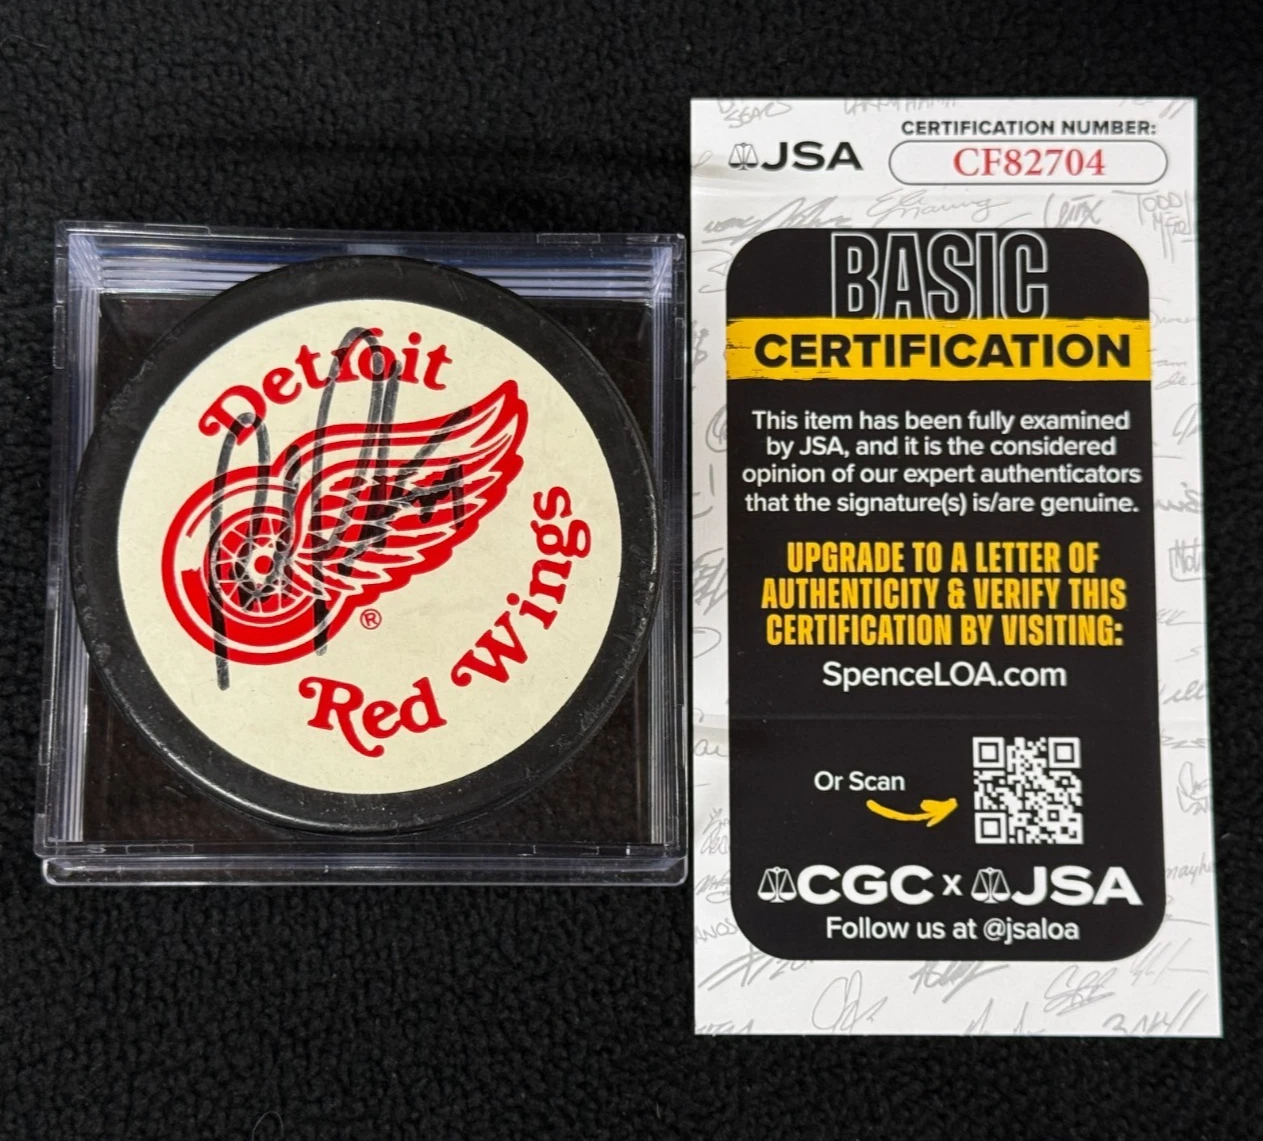 Detroit
Red Wings
®
JSA
CERTIFICATION NUMBER:
CF82704
BASIC
CERTIFICATION
This item has been fully examined
by JSA, and it is the considered
opinion of our expert authenticators
that the signature(s) is/are genuine.
UPGRADE TO A LETTER OF
AUTHENTICITY & VERIFY THIS
CERTIFICATION BY VISITING:
SpenceLOA.com
Or Scan
CGC x JSA
Follow us at @jsaloa